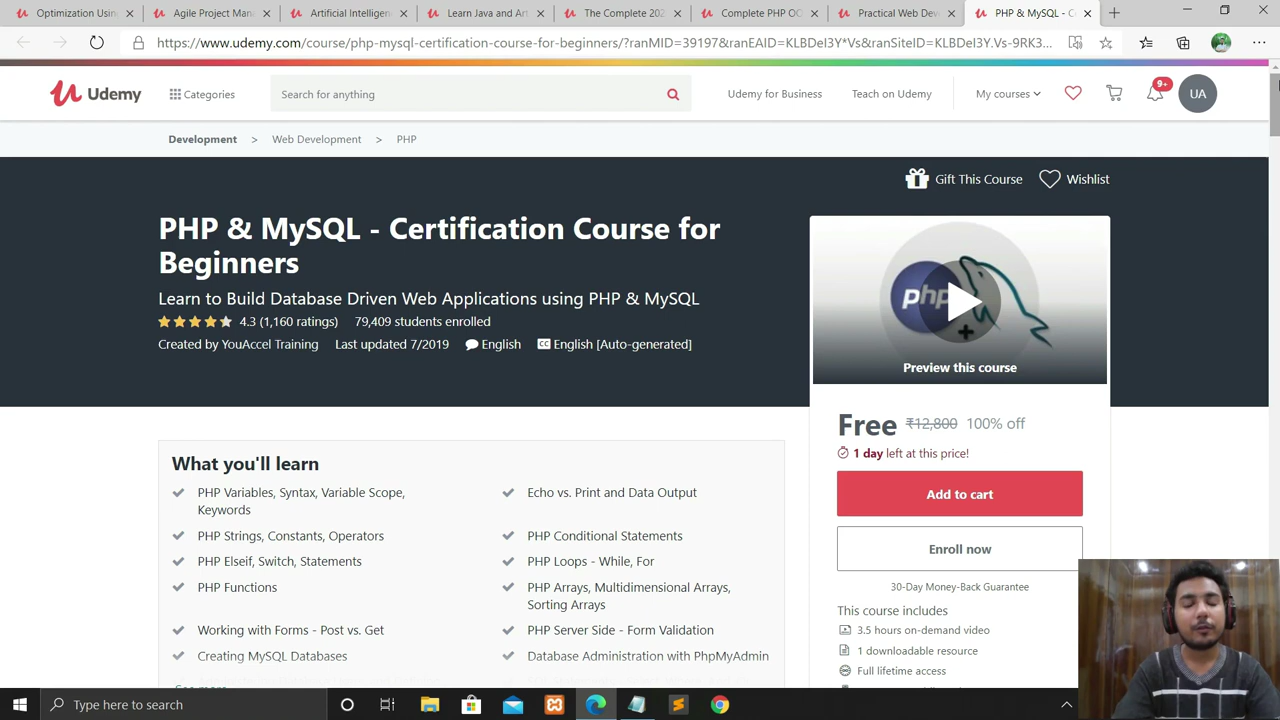 Optimization Usin
Agile Project Man
Artificial Intelligen
Learn Java and Art
The Complete 202
Complete PHP OO
Practical Web Dev
PHP & MySQL - C
https://www.udemy.com/course/php-mysql-certification-course-for-beginners/?ranMID=39197&ranEAID=KLBDeI3Y*Vs&ranSiteID=KLBDeI3Y.Vs-9RK3...
Udemy
Categories
Search for anything
Udemy for Business
Teach on Udemy
My courses
9+
UA
Development > Web Development > PHP
Gift This Course
Wishlist
PHP & MySQL - Certification Course for
Beginners
Learn to Build Database Driven Web Applications using PHP & MySQL
4.3 (1,160 ratings) 79,409 students enrolled
Created by YouAccel Training Last updated 7/2019 English English [Auto-generated]
php
Preview this course
Free ₹12,800 100% off
1 day left at this price!
Add to cart
Enroll now
30-Day Money-Back Guarantee
This course includes
3.5 hours on-demand video
1 downloadable resource
Full lifetime access
What you'll learn
PHP Variables, Syntax, Variable Scope,
Keywords
Echo vs. Print and Data Output
PHP Strings, Constants, Operators
PHP Conditional Statements
PHP Elseif, Switch, Statements
PHP Loops - While, For
PHP Functions
PHP Arrays, Multidimensional Arrays,
Sorting Arrays
Working with Forms - Post vs. Get
PHP Server Side - Form Validation
Creating MySQL Databases
Database Administration with PhpMyAdmin
Type here to search